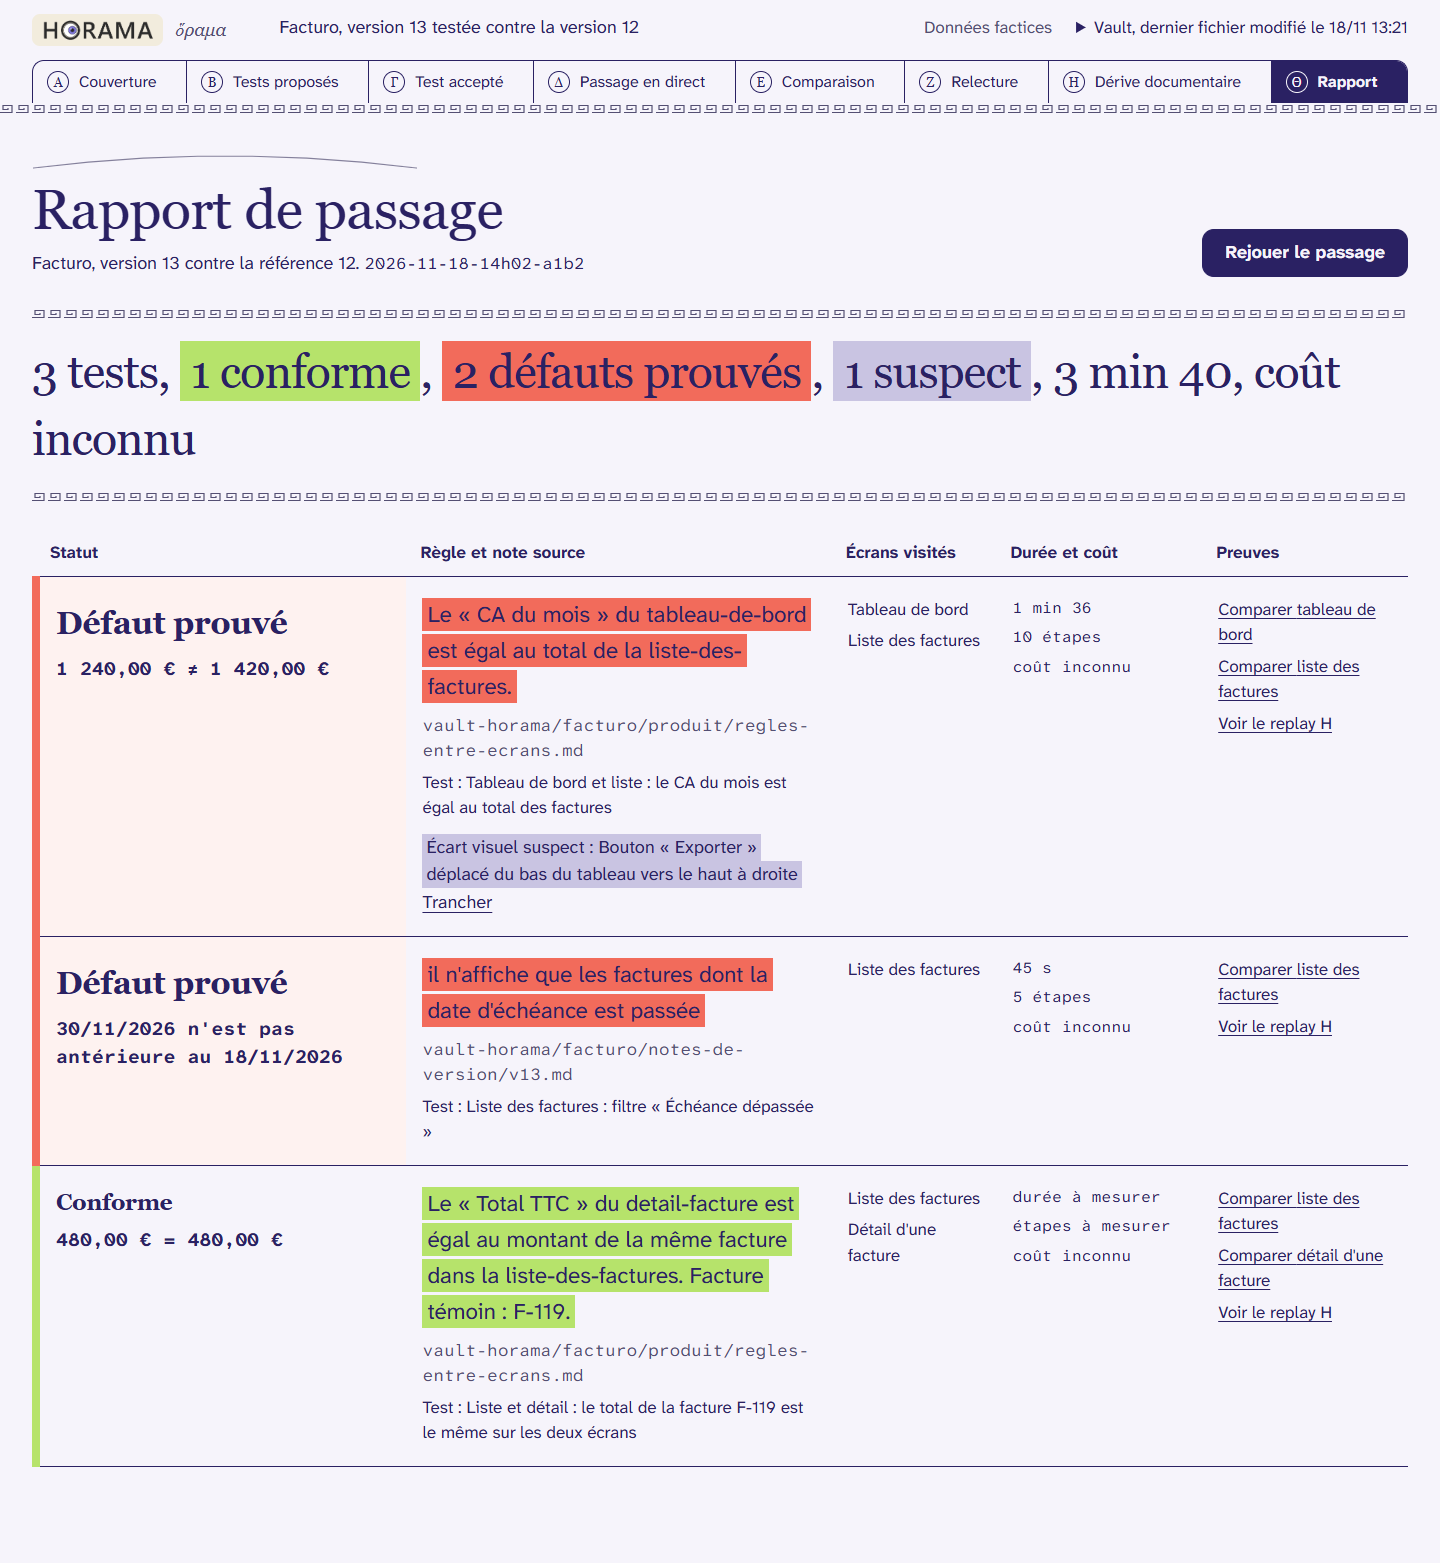 HORAMA ὅραμα Facturo, version 13 testée contre la version 12 Données factices ▶ Vault, dernier fichier modifié le 18/11 13:21
Α Couverture Β Tests proposés Γ Test accepté Δ Passage en direct Ε Comparaison Ζ Relecture Η Dérive documentaire Θ Rapport
Rapport de passage
Facturo, version 13 contre la référence 12. 2026-11-18-14h02-a1b2
Rejouer le passage
3 tests, 1 conforme, 2 défauts prouvés, 1 suspect, 3 min 40, coût
inconnu
Statut Règle et note source Écrans visités Durée et coût Preuves
Défaut prouvé
1 240,00 € ≠ 1 420,00 €
Le « CA du mois » du tableau-de-bord
est égal au total de la liste-des-
factures.
vault-horama/facturo/produit/regles-
entre-ecrans.md
Test : Tableau de bord et liste : le CA du mois est
égal au total des factures
Écart visuel suspect : Bouton « Exporter »
déplacé du bas du tableau vers le haut à droite
Trancher
Tableau de bord
Liste des factures
1 min 36
10 étapes
coût inconnu
Comparer tableau de
bord
Comparer liste des
factures
Voir le replay H
Défaut prouvé
30/11/2026 n'est pas
antérieure au 18/11/2026
il n'affiche que les factures dont la
date d'échéance est passée
vault-horama/facturo/notes-de-
version/v13.md
Test : Liste des factures : filtre « Échéance dépassée
»
Liste des factures
45 s
5 étapes
coût inconnu
Comparer liste des
factures
Voir le replay H
Conforme
480,00 € = 480,00 €
Le « Total TTC » du detail-facture est
égal au montant de la même facture
dans la liste-des-factures. Facture
témoin : F-119.
vault-horama/facturo/produit/regles-
entre-ecrans.md
Test : Liste et détail : le total de la facture F-119 est
le même sur les deux écrans
Liste des factures
Détail d'une
facture
durée à mesurer
étapes à mesurer
coût inconnu
Comparer liste des
factures
Comparer détail d'une
facture
Voir le replay H